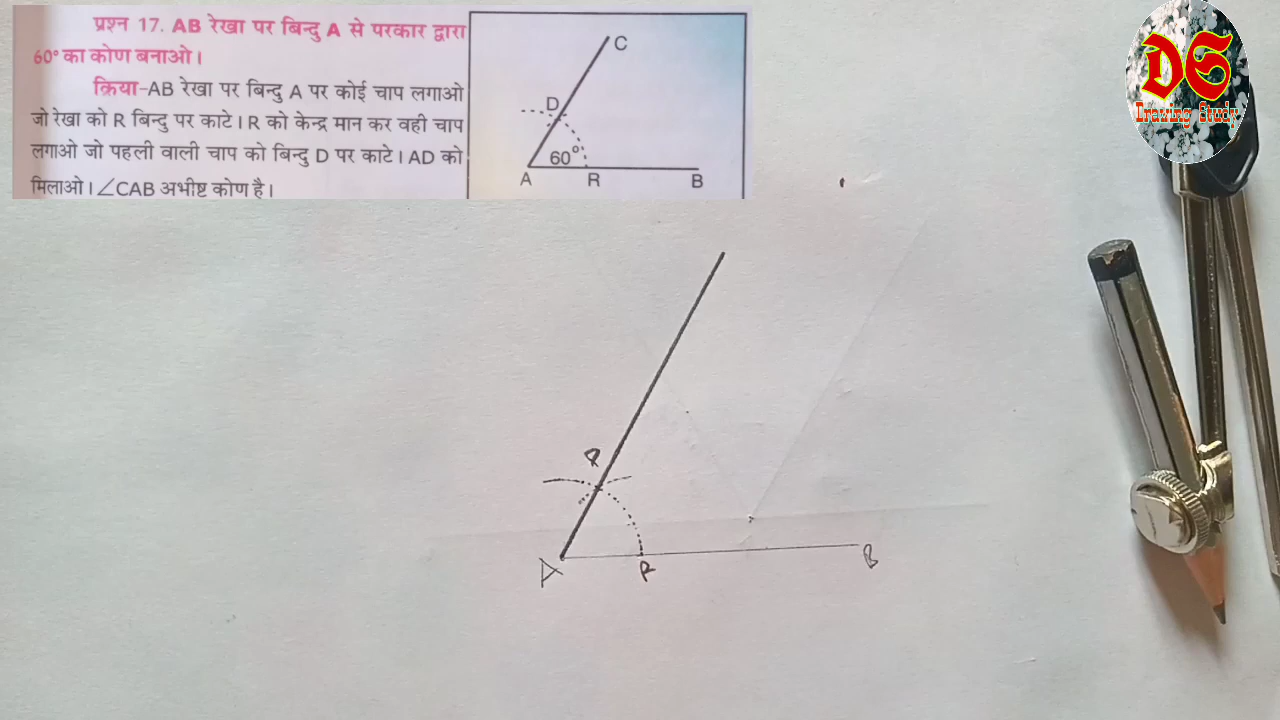 प्रश्न 17. AB रेखा पर बिन्दु A से परकार द्वारा
60° का कोण बनाओ।
क्रिया–AB रेखा पर बिन्दु A पर कोई चाप लगाओ
जो रेखा को R बिन्दु पर काटे। R को केन्द्र मान कर वही चाप
लगाओ जो पहली वाली चाप को बिन्दु D पर काटे। AD को
मिलाओ। ∠CAB अभीष्ट कोण है।
C
D
60°
A R B
DS
Drawing Study
A R B